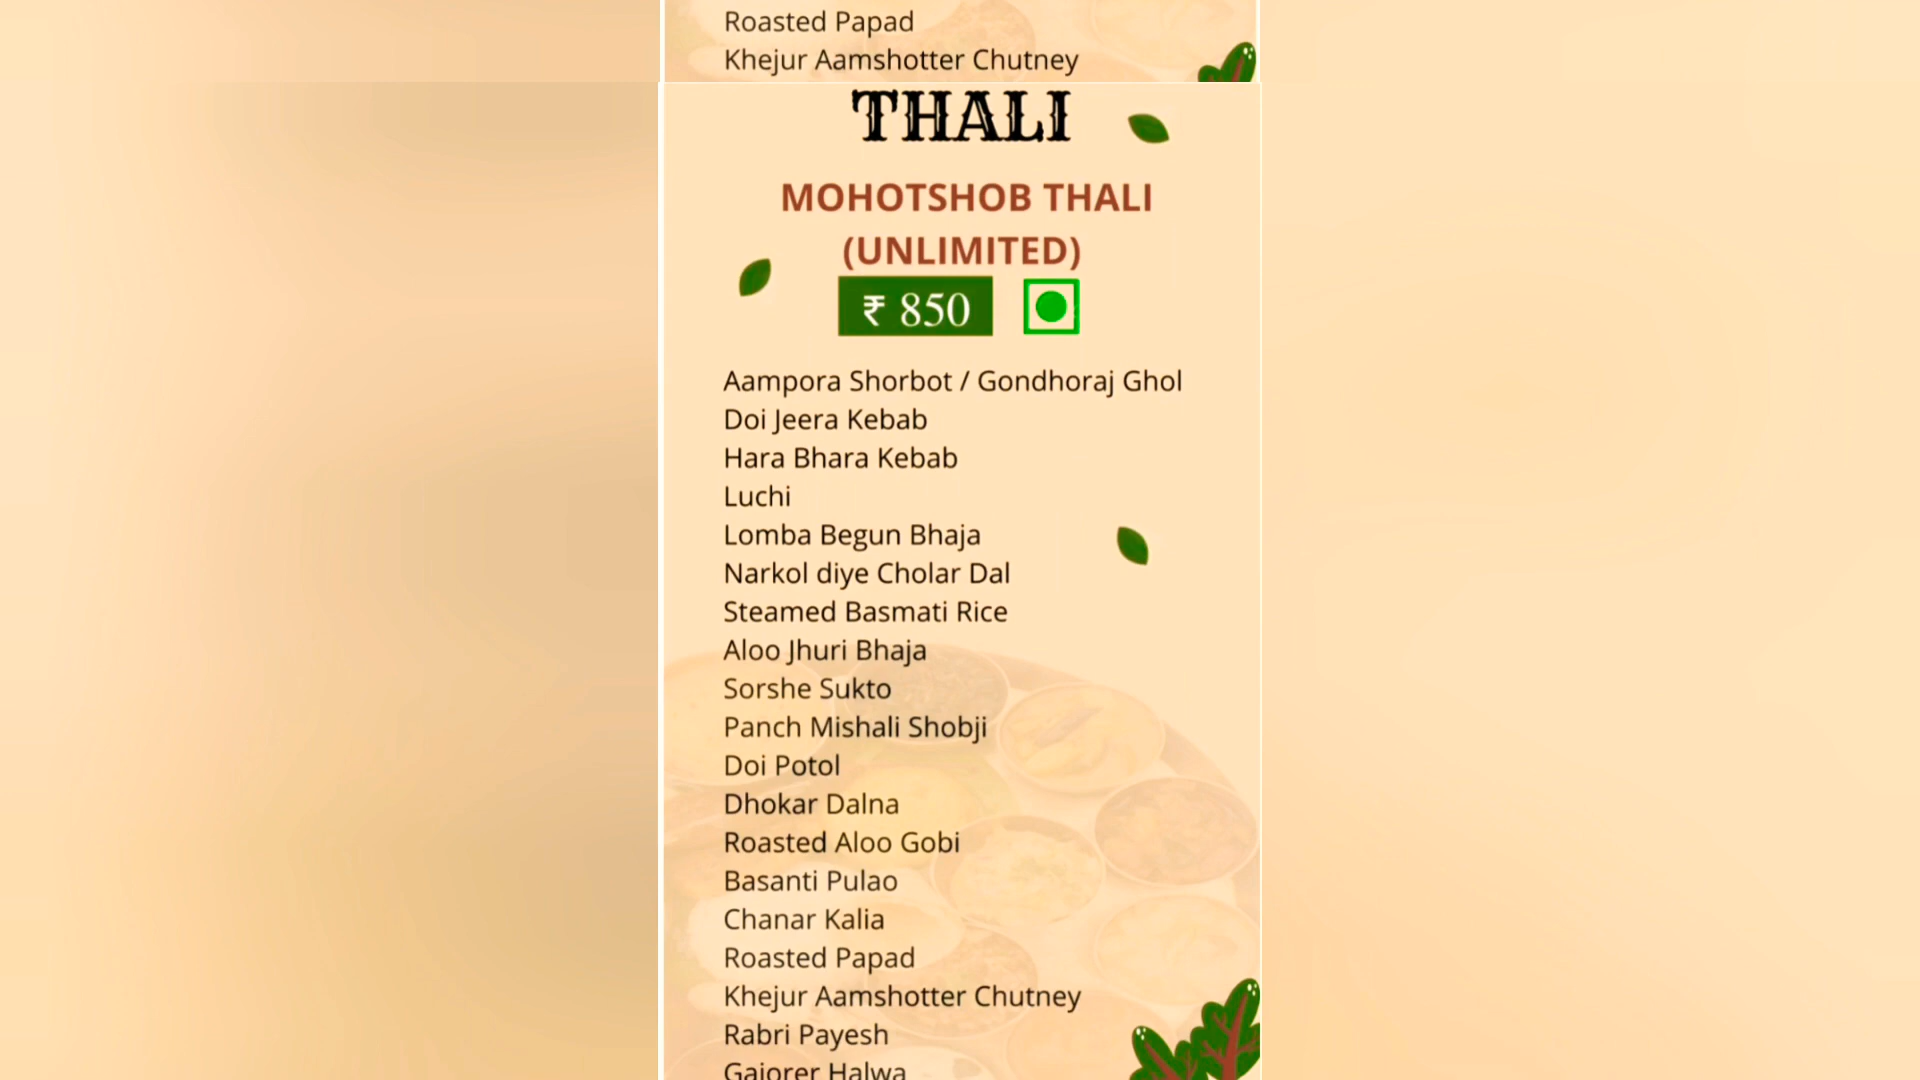 Roasted Papad
Khejur Aamshotter Chutney
THALI
MOHOTSHOB THALI
(UNLIMITED)
₹ 850
Aampora Shorbot / Gondhoraj Ghol
Doi Jeera Kebab
Hara Bhara Kebab
Luchi
Lomba Begun Bhaja
Narkol diye Cholar Dal
Steamed Basmati Rice
Aloo Jhuri Bhaja
Sorshe Sukto
Panch Mishali Shobji
Doi Potol
Dhokar Dalna
Roasted Aloo Gobi
Basanti Pulao
Chanar Kalia
Roasted Papad
Khejur Aamshotter Chutney
Rabri Payesh
Gajorer Halwa